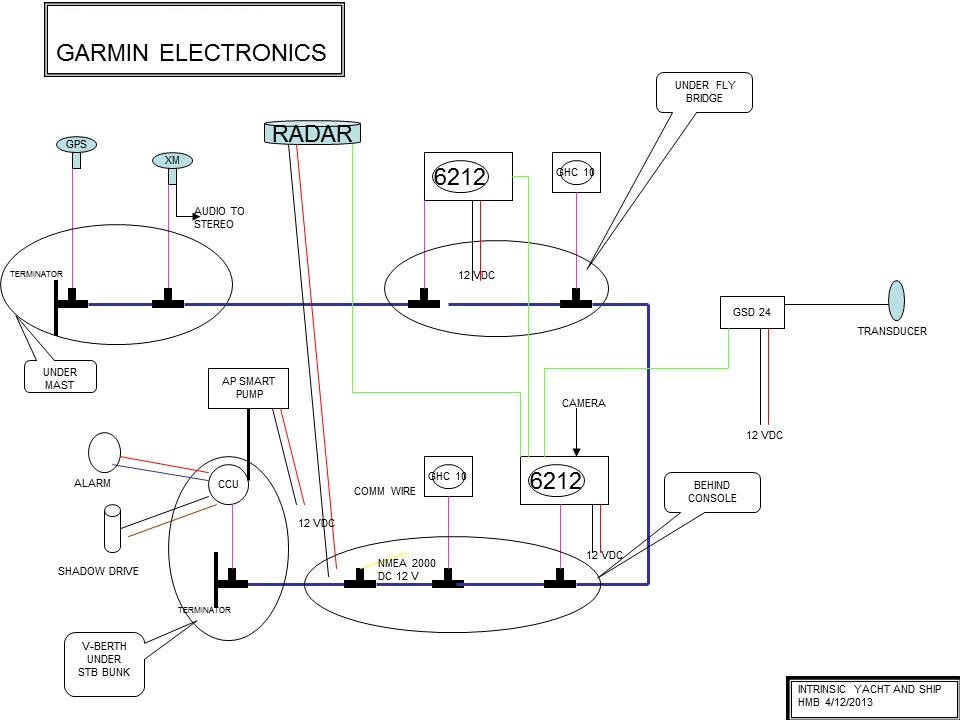 GARMIN ELECTRONICS
UNDER FLY
BRIDGE
GPS
XM
RADAR
6212
GHC 10
AUDIO TO
STEREO
TERMINATOR
12 VDC
GSD 24
TRANSDUCER
UNDER
MAST
AP SMART
PUMP
CAMERA
12 VDC
ALARM
CCU
COMM WIRE
GHC 10
6212
BEHIND
CONSOLE
12 VDC
SHADOW DRIVE
NMEA 2000
DC 12 V
12 VDC
TERMINATOR
V-BERTH
UNDER
STB BUNK
INTRINSIC YACHT AND SHIP
HMB 4/12/2013